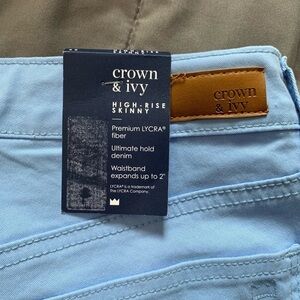 crown
& ivy
HIGH-RISE
SKINNY
Premium LYCRA®
fiber
Ultimate hold
denim
Waistband
expands up to 2"
LYCRA® is a trademark of
the LYCRA Company.
crown
& ivy